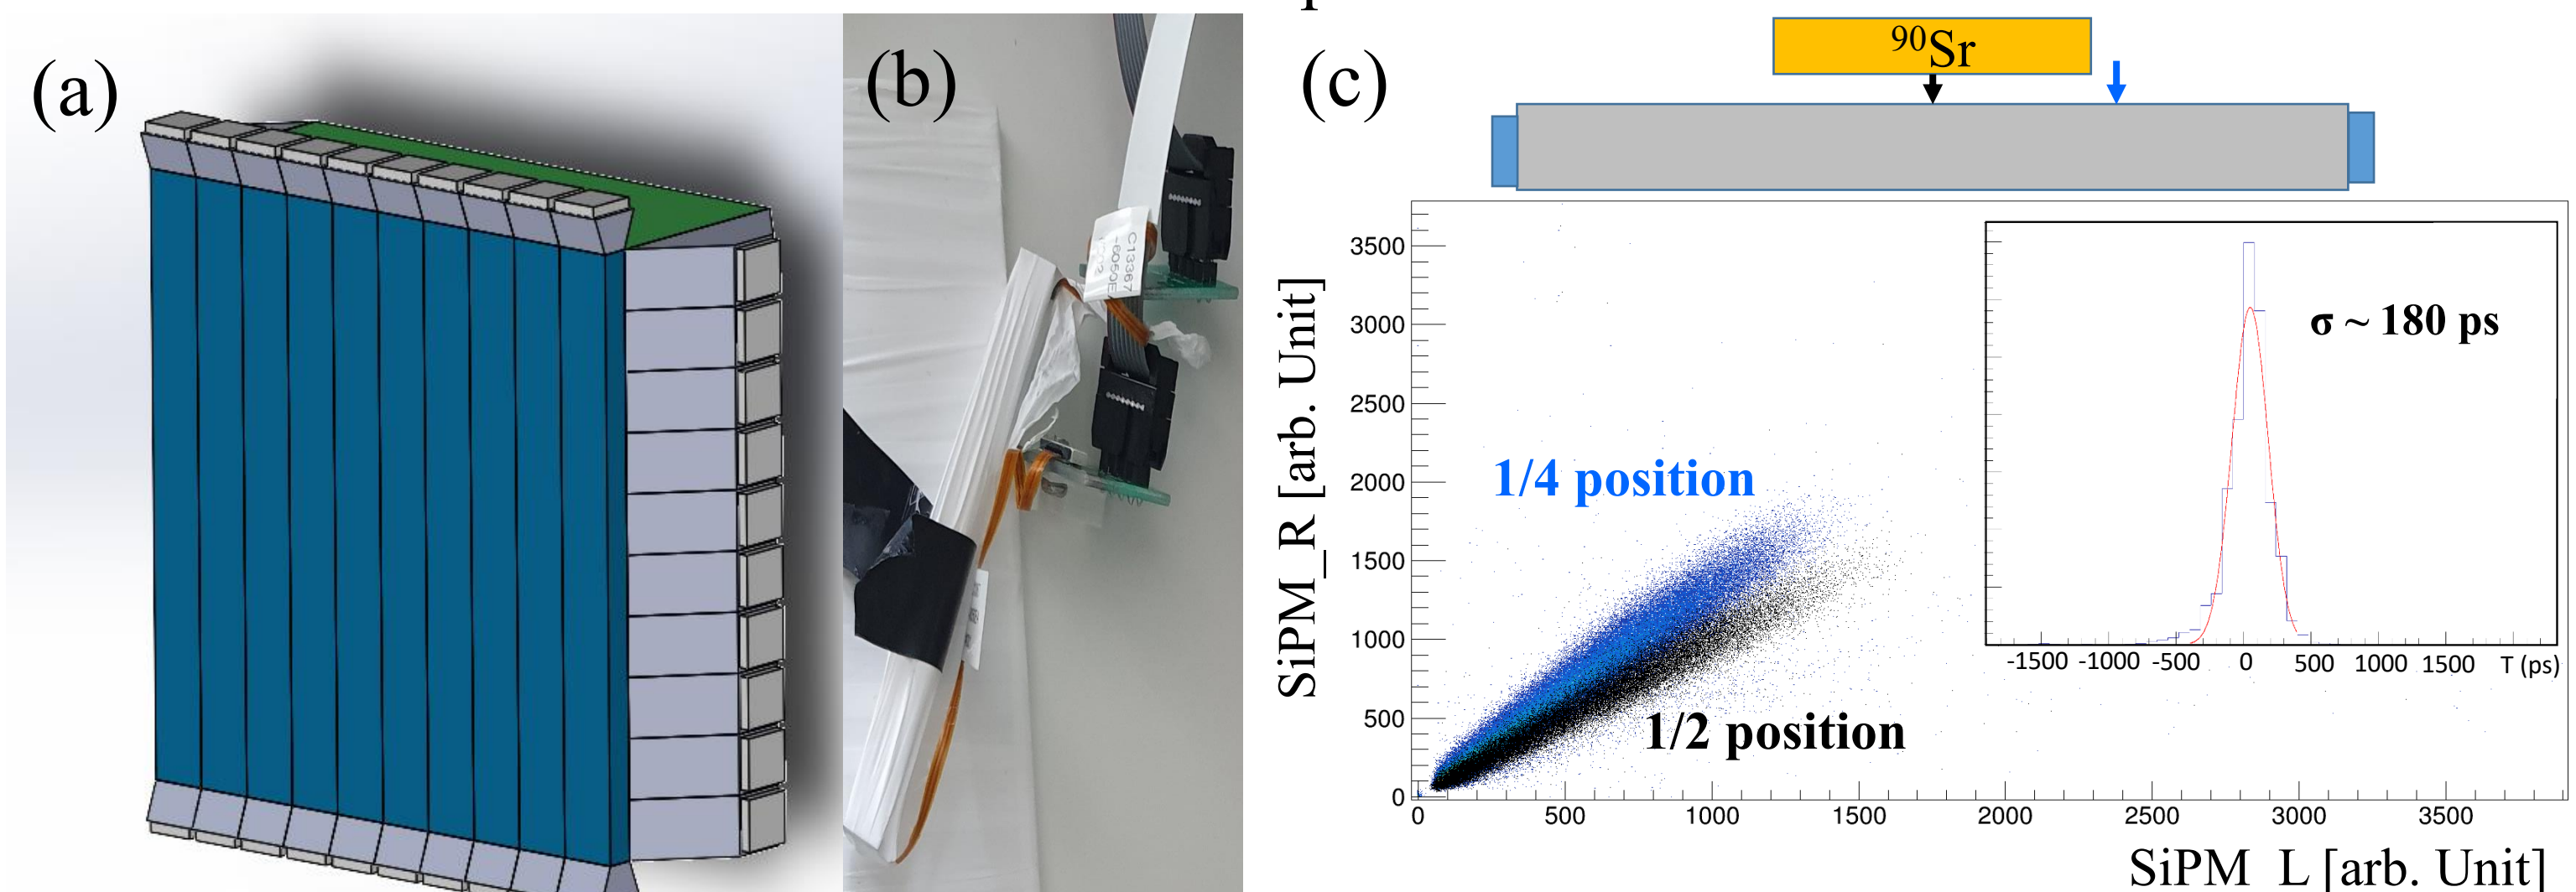 (a)
(b)
C13367
-6050E
(c)
90Sr
SiPM_R [arb. Unit]
3500
3000
2500
2000
1500
1000
500
0
1/4 position
1/2 position
σ ~ 180 ps
-1500 -1000 -500 0 500 1000 1500 T (ps)
0 500 1000 1500 2000 2500 3000 3500
SiPM_L [arb. Unit]